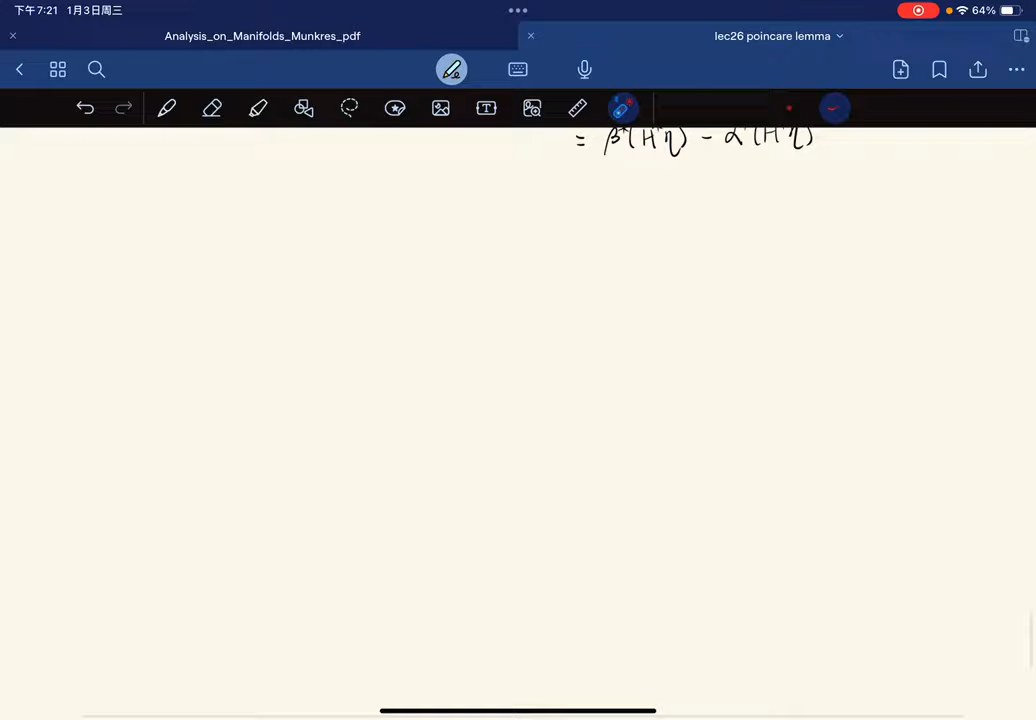 下午7:21 1月3日周三 64%
Analysis_on_Manifolds_Munkres_pdf
lec26 poincare lemma
= β*(H*η) - α*(H*η)